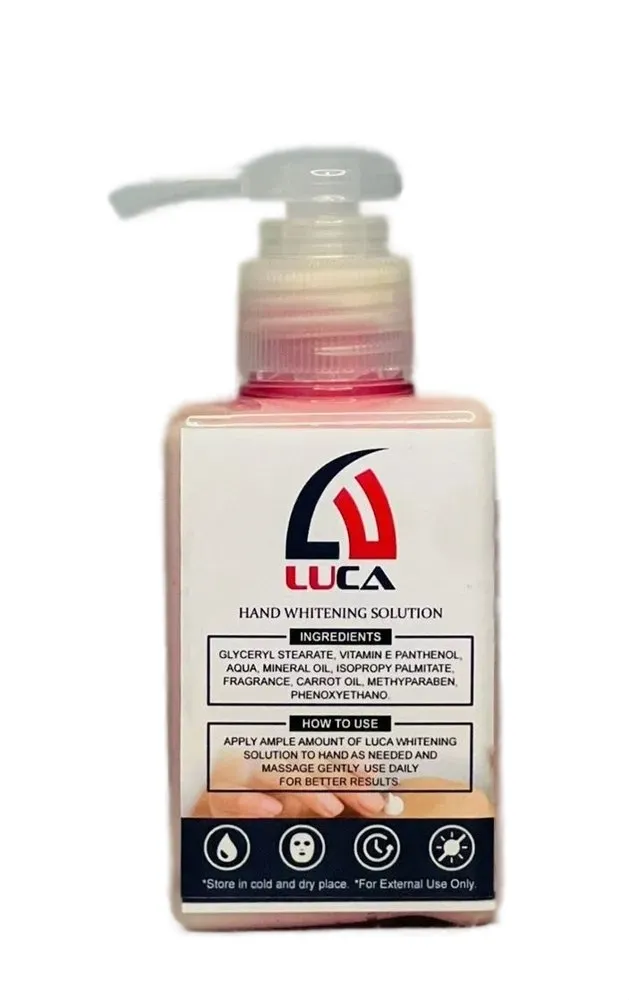 LUCA
HAND WHITENING SOLUTION
INGREDIENTS
GLYCERYL STEARATE, VITAMIN E PANTHENOL,
AQUA, MINERAL OIL, ISOPROPY PALMITATE,
FRAGRANCE, CARROT OIL, METHYPARABEN,
PHENOXYETHANO.
HOW TO USE
APPLY AMPLE AMOUNT OF LUCA WHITENING
SOLUTION TO HAND AS NEEDED AND
MASSAGE GENTLY USE DAILY
FOR BETTER RESULTS.
*Store in cold and dry place. *For External Use Only.